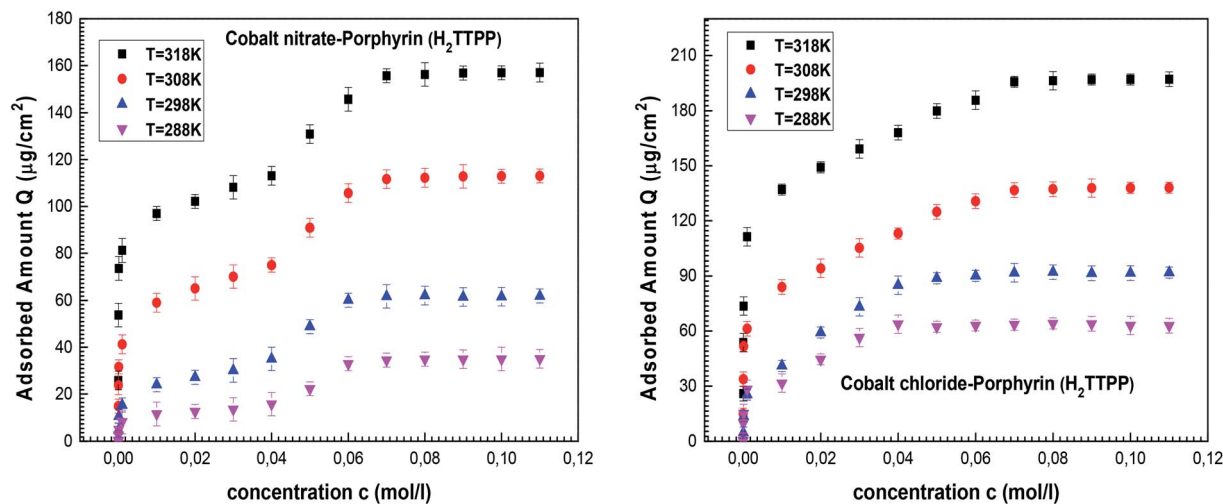 180
160
140
120
100
80
60
40
20
0
Adsorbed Amount Q (μg/cm²)
Cobalt nitrate-Porphyrin (H₂TTPP)
T=318K
T=308K
T=298K
T=288K
0,00 0,02 0,04 0,06 0,08 0,10 0,12
concentration c (mol/l)
210
180
150
120
90
60
30
0
Adsorbed Amount Q (μg/cm²)
T=318K
T=308K
T=298K
T=288K
Cobalt chloride-Porphyrin (H₂TTPP)
0,00 0,02 0,04 0,06 0,08 0,10 0,12
concentration c (mol/l)